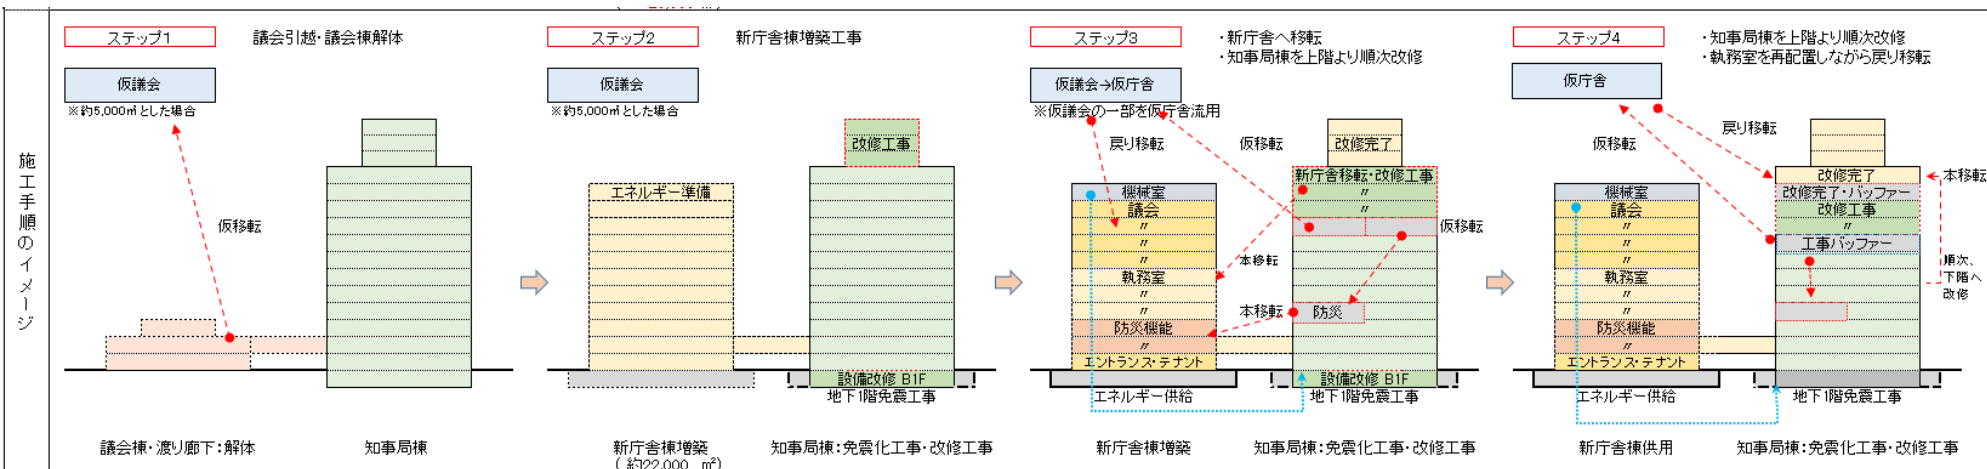 施工手順のイメージ
ステップ1
議会引越・議会棟解体
仮議会
※約5,000㎡とした場合
仮移転
議会棟・渡り廊下:解体
知事局棟
ステップ2
新庁舎棟増築工事
仮議会
※約5,000㎡とした場合
改修工事
エネルギー準備
設備改修 B1F
地下1階免震工事
新庁舎棟増築
(約22,000 ㎡)
知事局棟:免震化工事・改修工事
ステップ3
・新庁舎へ移転
・知事局棟を上階より順次改修
仮議会→仮庁舎
※仮議会の一部を仮庁舎流用
戻り移転
仮移転
改修完了
新庁舎移転・改修工事
〃
〃
仮移転
機械室
議会
〃
〃
〃
執務室
〃
〃
防災機能
〃
エントランス・テナント
本移転
本移転
防災
エネルギー供給
設備改修 B1F
地下1階免震工事
新庁舎棟増築
知事局棟:免震化工事・改修工事
ステップ4
・知事局棟を上階より順次改修
・執務室を再配置しながら戻り移転
仮庁舎
仮移転
戻り移転
改修完了
改修完了・バッファー
改修工事
〃
工事バッファー
本移転
順次、
下階へ
改修
機械室
議会
〃
〃
〃
執務室
〃
〃
防災機能
〃
エントランス・テナント
エネルギー供給
地下1階免震工事
新庁舎棟供用
知事局棟:免震化工事・改修工事